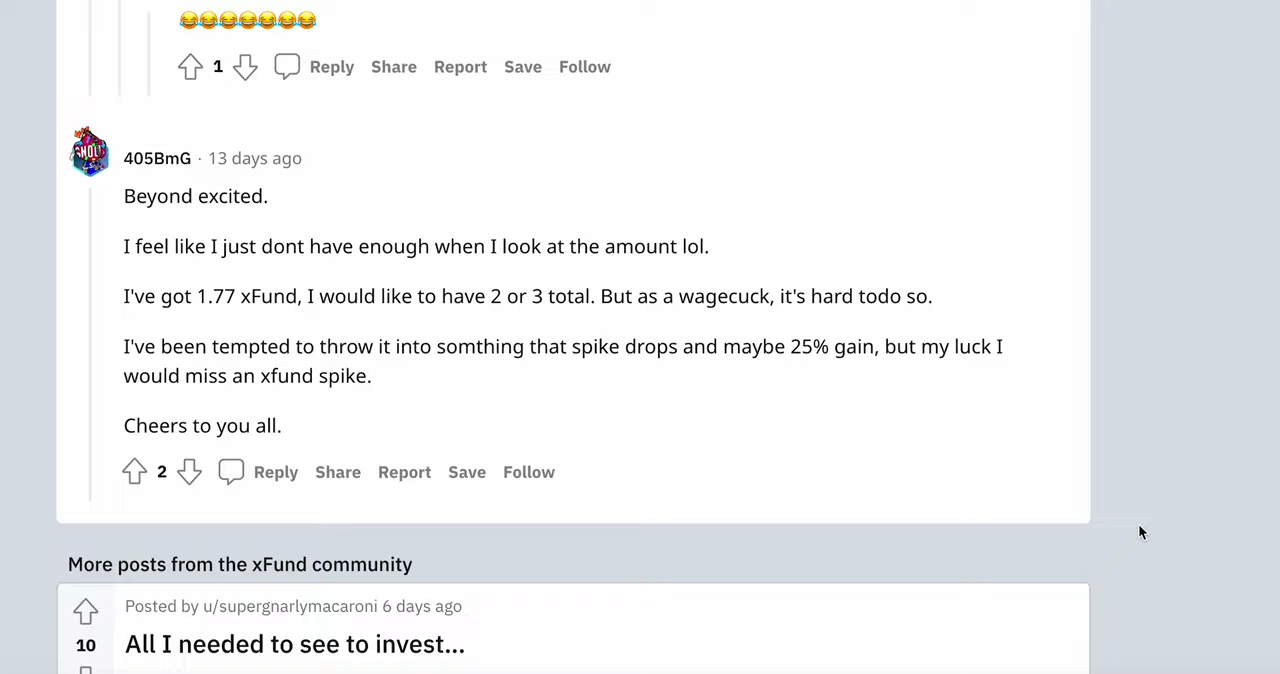 😂😂😂😂😂😂😂
1 Reply Share Report Save Follow
405BmG · 13 days ago
Beyond excited.
I feel like I just dont have enough when I look at the amount lol.
I've got 1.77 xFund, I would like to have 2 or 3 total. But as a wagecuck, it's hard todo so.
I've been tempted to throw it into somthing that spike drops and maybe 25% gain, but my luck I
would miss an xfund spike.
Cheers to you all.
2 Reply Share Report Save Follow
More posts from the xFund community
Posted by u/supergnarlymacaroni 6 days ago
10 All I needed to see to invest...